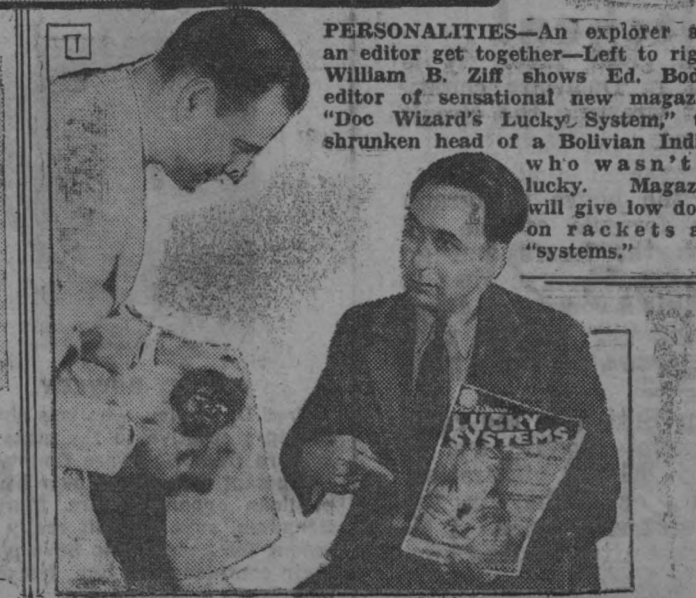 PERSONALITIES—An explorer a
an editor get together—Left to rig
William B. Ziff shows Ed. Bod
editor of sensational new magaz
"Doc Wizard's Lucky System," t
shrunken head of a Bolivian Indi
who wasn't
lucky. Magaz
will give low do
on rackets a
"systems."
1
LUCKY
SYSTEMS